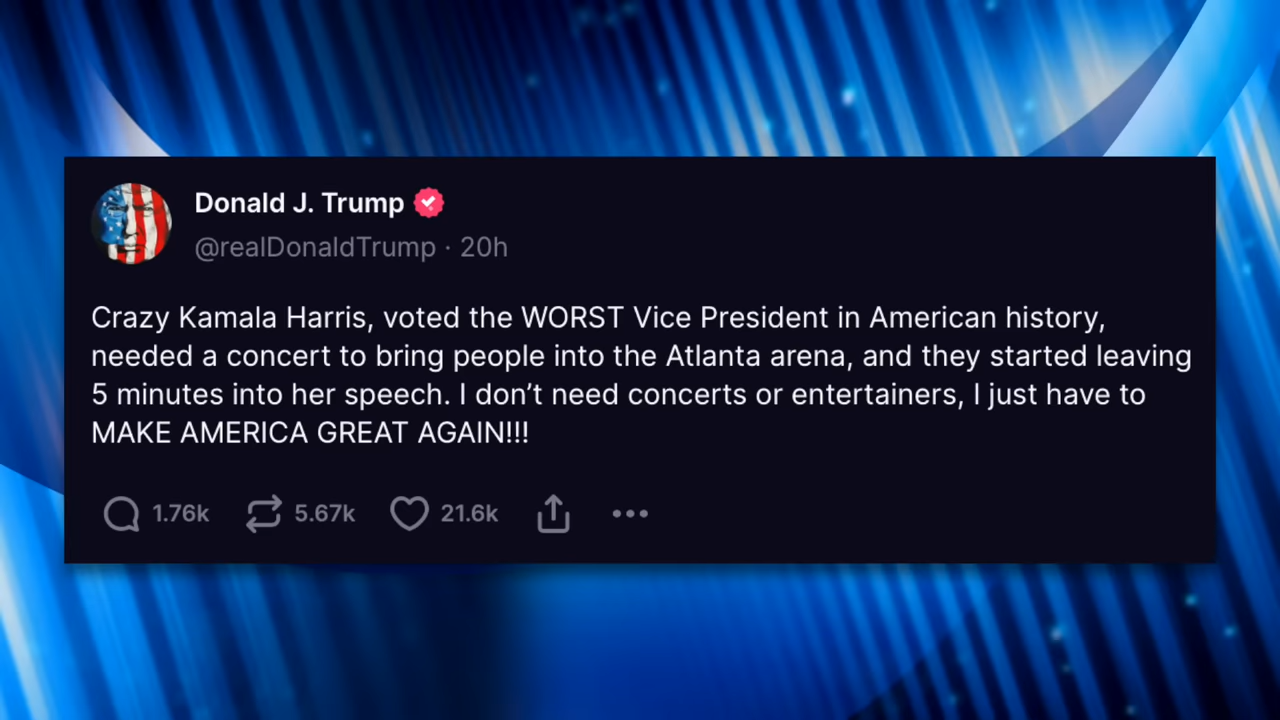 Donald J. Trump
@realDonaldTrump · 20h
Crazy Kamala Harris, voted the WORST Vice President in American history,
needed a concert to bring people into the Atlanta arena, and they started leaving
5 minutes into her speech. I don’t need concerts or entertainers, I just have to
MAKE AMERICA GREAT AGAIN!!!
1.76k 5.67k 21.6k